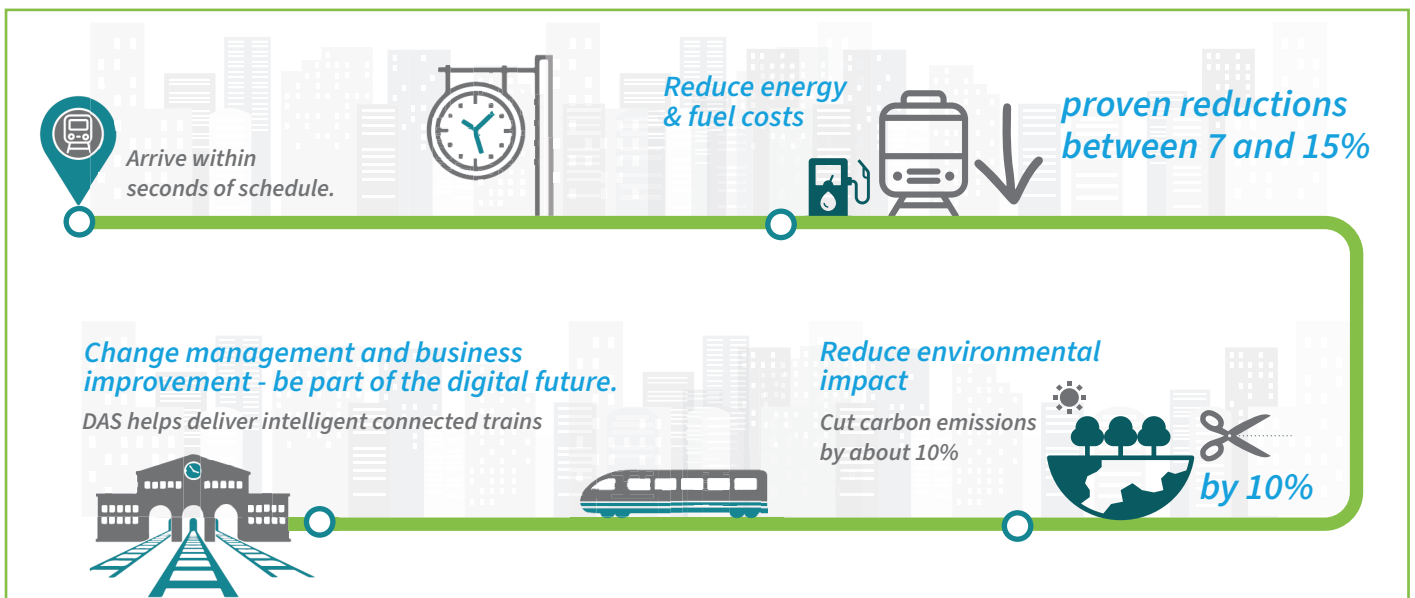 Arrive within
seconds of schedule.
Reduce energy
& fuel costs
proven reductions
between 7 and 15%
Change management and business
improvement - be part of the digital future.
DAS helps deliver intelligent connected trains
Reduce environmental
impact
Cut carbon emissions
by about 10%
by 10%